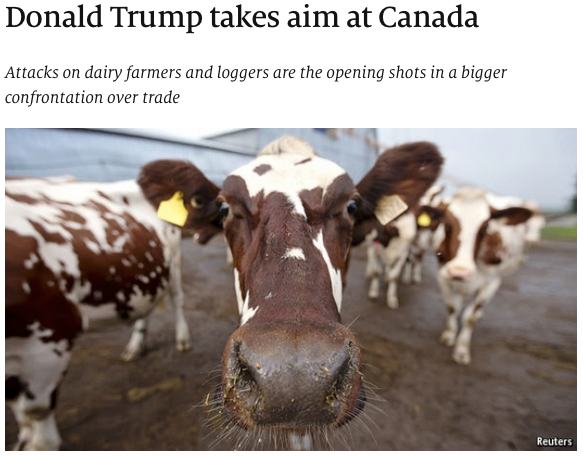 Donald Trump takes aim at Canada
Attacks on dairy farmers and loggers are the opening shots in a bigger
confrontation over trade
Reuters